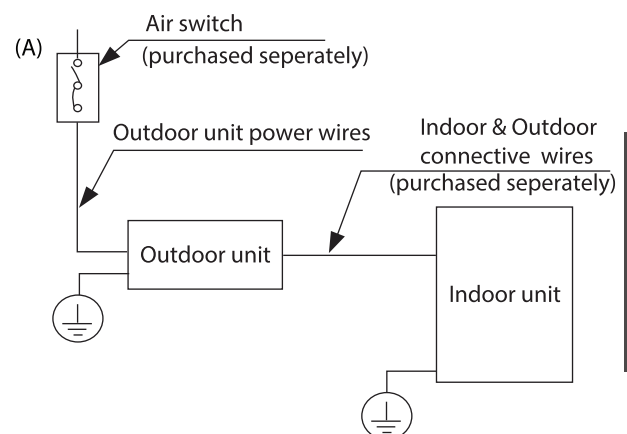 (A)
Air switch
(purchased seperately)
Outdoor unit power wires
Indoor & Outdoor
connective wires
(purchased seperately)
Outdoor unit
Indoor unit